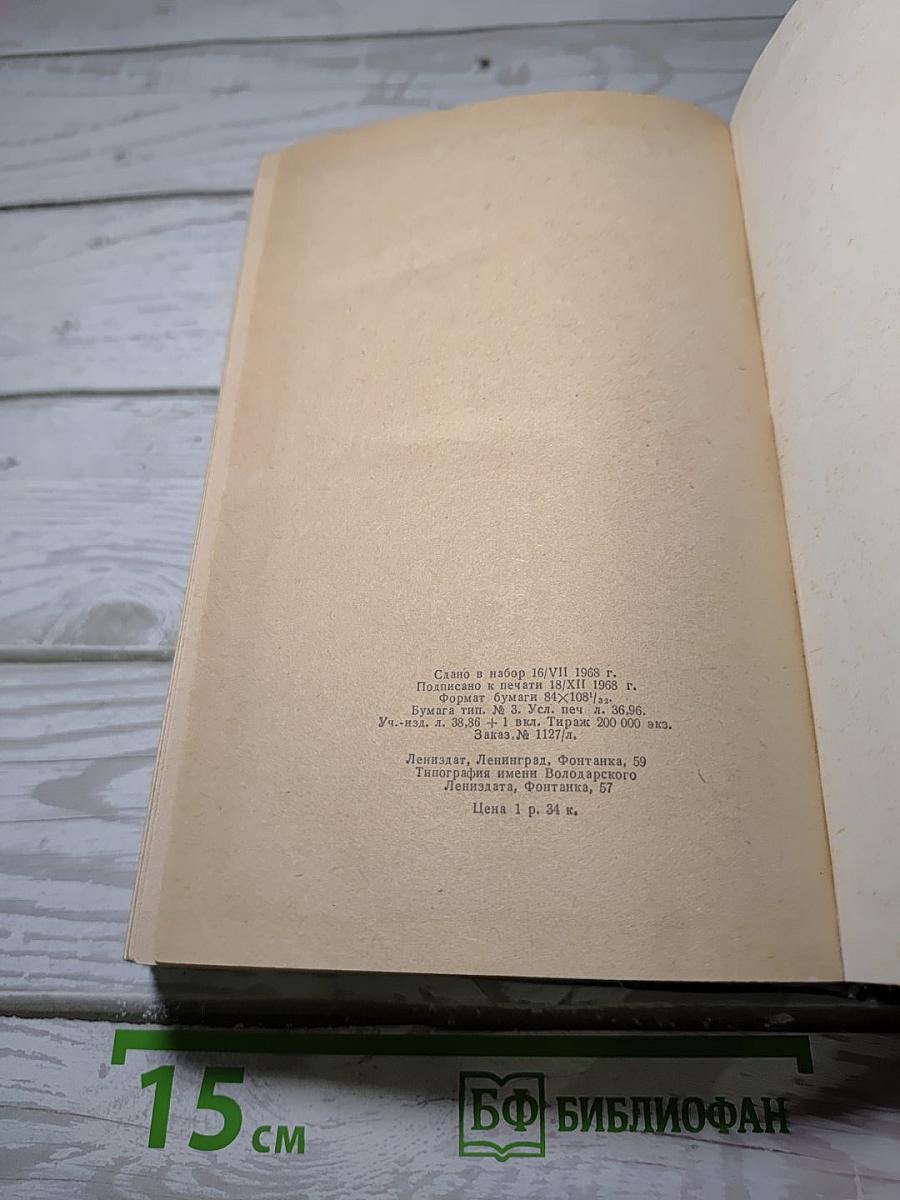 Сдано в набор 16/VII 1968 г.
Подписано к печати 18/XII 1968 г.
Формат бумаги 84×108¹/₃₂.
Бумага тип. № 3. Усл. печ л. 36,96.
Уч.-изд. л. 38,86 + 1 вкл. Тираж 200 000 экз.
Заказ № 1127/л.
Лениздат, Ленинград, Фонтанка, 59
Типография имени Володарского
Лениздата, Фонтанка, 57
Цена 1 р. 34 к.
15 см
БФ БИБЛИОФАН